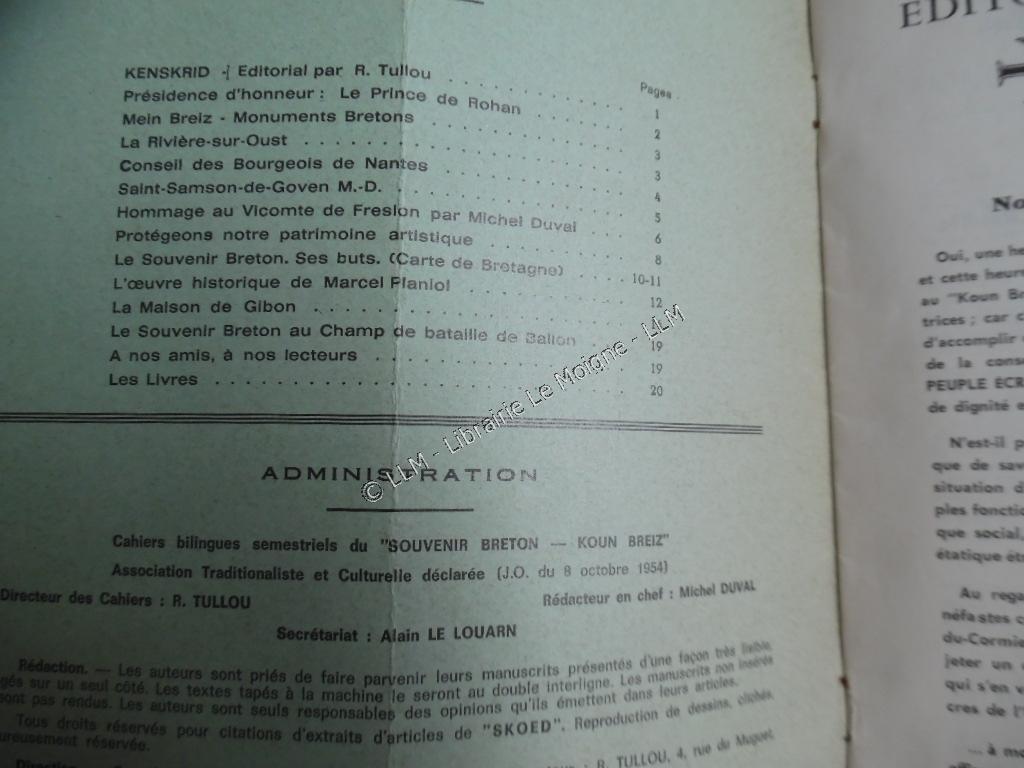 KENSKRID - Editorial par R. Tullou
Pages
Présidence d'honneur : Le Prince de Rohan 1
Mein Breiz - Monuments Bretons 2
La Rivière-sur-Oust 3
Conseil des Bourgeois de Nantes 3
Saint-Samson-de-Goven M.-D. 4
Hommage au Vicomte de Freslon par Michel Duval 5
Protégeons notre patrimoine artistique 6
Le Souvenir Breton. Ses buts. (Carte de Bretagne) 8
L'œuvre historique de Marcel Planiol 10-11
La Maison de Gibon 12
Le Souvenir Breton au Champ de bataille de Ballon
A nos amis, à nos lecteurs 19
Les Livres 19
20
© LLM - Librairie Le Moigne - LLM
ADMINISTRATION
Cahiers bilingues semestriels du "SOUVENIR BRETON — KOUN BREIZ"
Association Traditionaliste et Culturelle déclarée (J.O. du 8 octobre 1954)
Directeur des Cahiers : R. TULLOU
Rédacteur en chef : Michel DUVAL
Secrétariat : Alain LE LOUARN
Rédaction. — Les auteurs sont priés de faire parvenir leurs manuscrits présentés d'une façon très lisible,
gés sur un seul côté. Les textes tapés à la machine le seront au double interligne. Les manuscrits non insérés
sont pas rendus. Les auteurs sont seuls responsables des opinions qu'ils émettent dans leurs articles.
Tous droits réservés pour citations d'extraits d'articles de "SKOED". Reproduction de dessins, clichés,
ureusement réservée.
R. TULLOU, 4, rue du Muguet,
EDITO
No
Oui, une he
et cette heure
au "Koun Br
trices ; car c
d'accomplir
de la cons
PEUPLE ÉCR
de dignité e
N'est-il p
que de sav
situation d
ples fonctio
que social,
étatique ét
Au rega
néfastes c
du-Cormie
jeter un
qui s'en v
cres de l'
... à mo